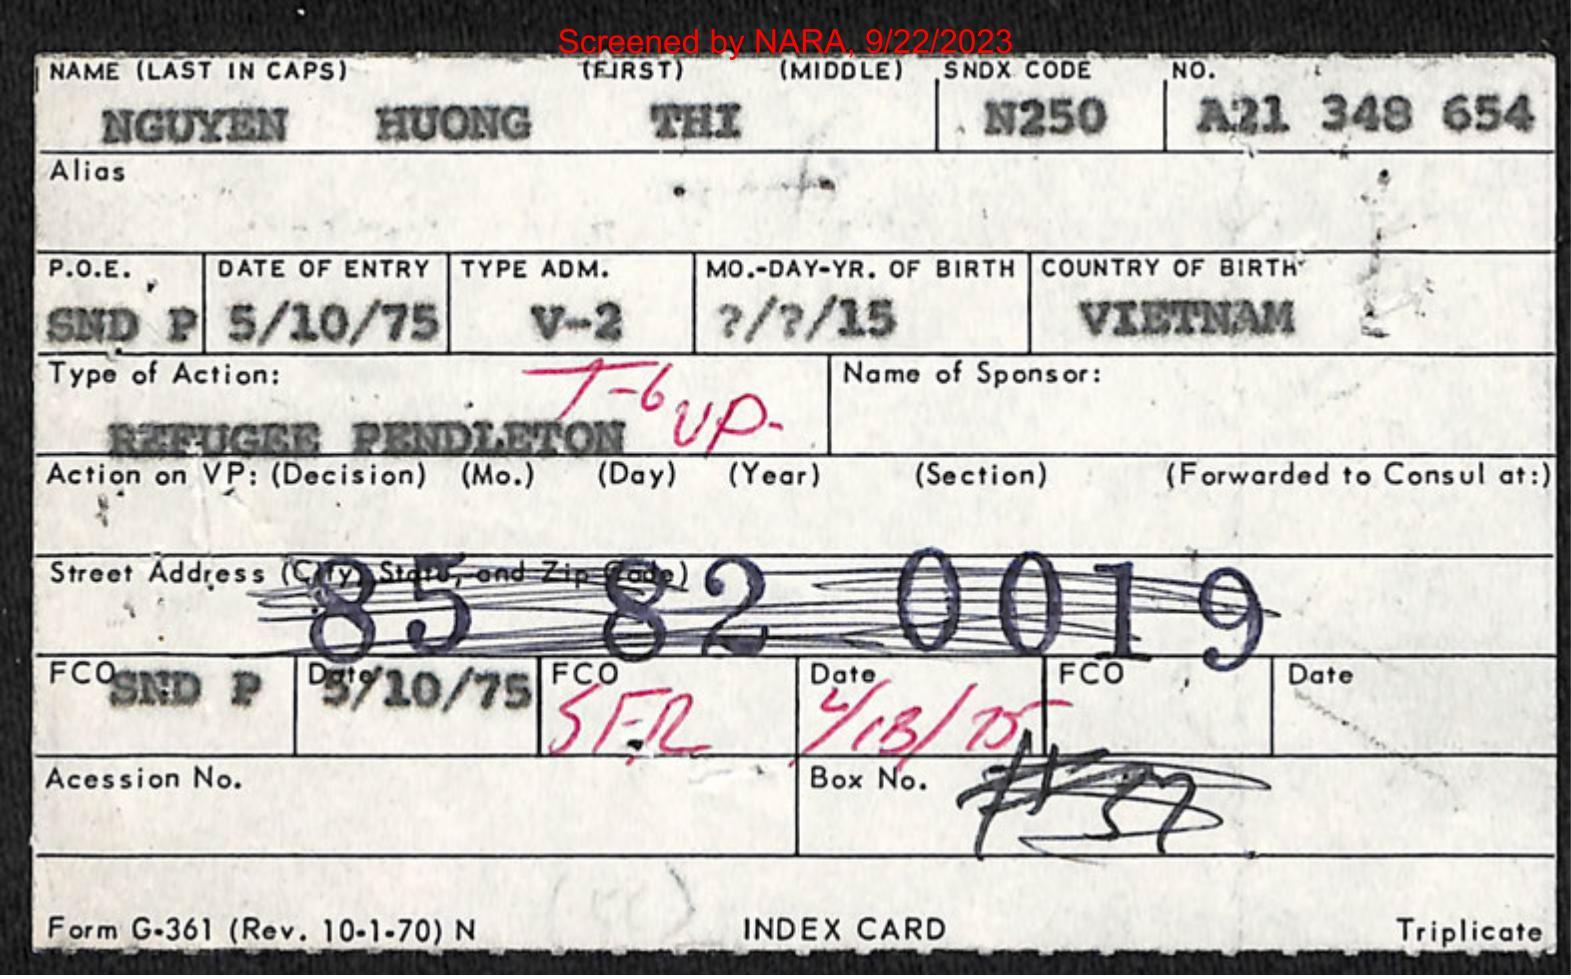 Screened by NARA, 9/22/2023
NAME (LAST IN CAPS) (FIRST) (MIDDLE) SNDX CODE NO.
NGUYEN HUONG THI N250 A21 348 654
Alias
P.O.E. DATE OF ENTRY TYPE ADM. MO.-DAY-YR. OF BIRTH COUNTRY OF BIRTH
SND P 5/10/75 V-2 ?/?/15 VIETNAM
Type of Action: T-6 VP- Name of Sponsor:
REFUGEE PENDLETON
Action on VP: (Decision) (Mo.) (Day) (Year) (Section) (Forwarded to Consul at:)
Street Address (City, State, and Zip Code)
85 82 0019
FCO Date FCO Date FCO Date
SND P 5/10/75 SFR
Acession No. Box No.
Form G-361 (Rev. 10-1-70) N INDEX CARD Triplicate